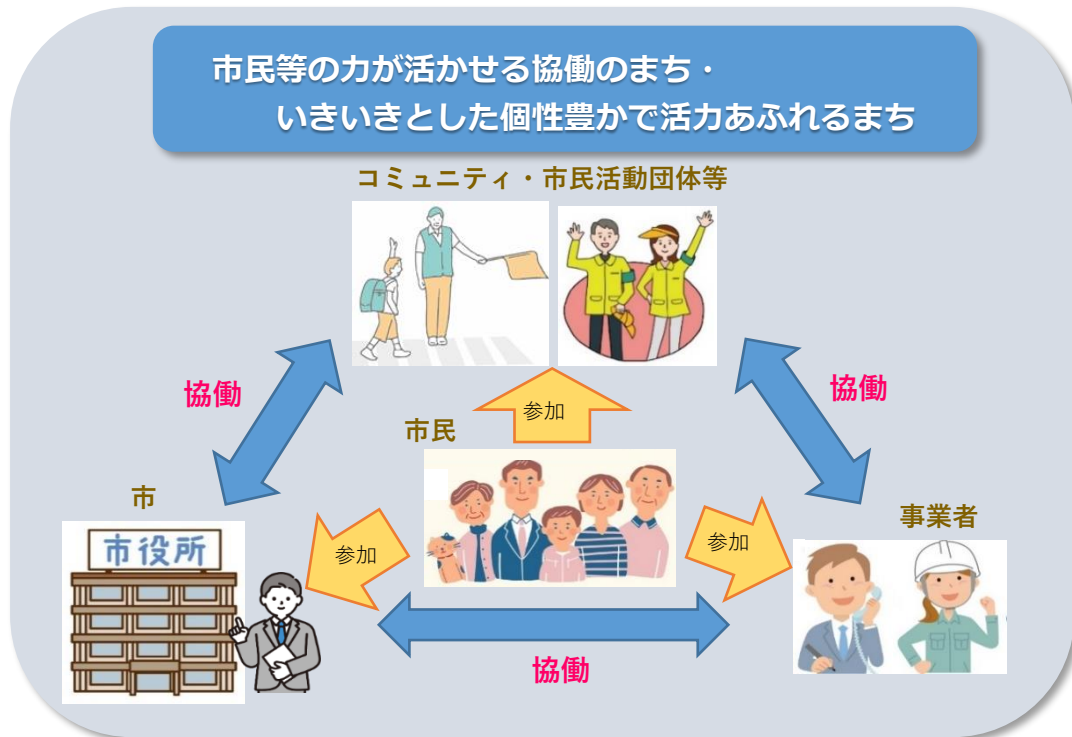 市民等の力が活かせる協働のまち・
いきいきとした個性豊かで活力あふれるまち
コミュニティ・市民活動団体等
協働
協働
参加
市民
市
事業者
市役所
参加
参加
協働